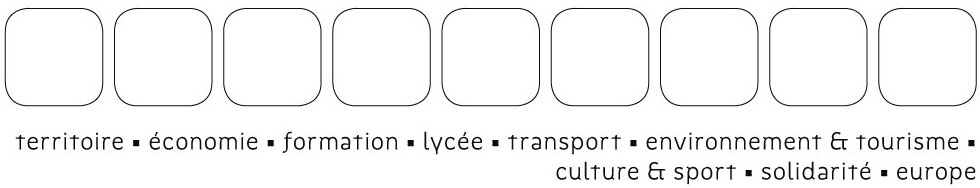 territoire ▪ économie ▪ formation ▪ lycée ▪ transport ▪ environnement & tourisme ▪
culture & sport ▪ solidarité ▪ europe